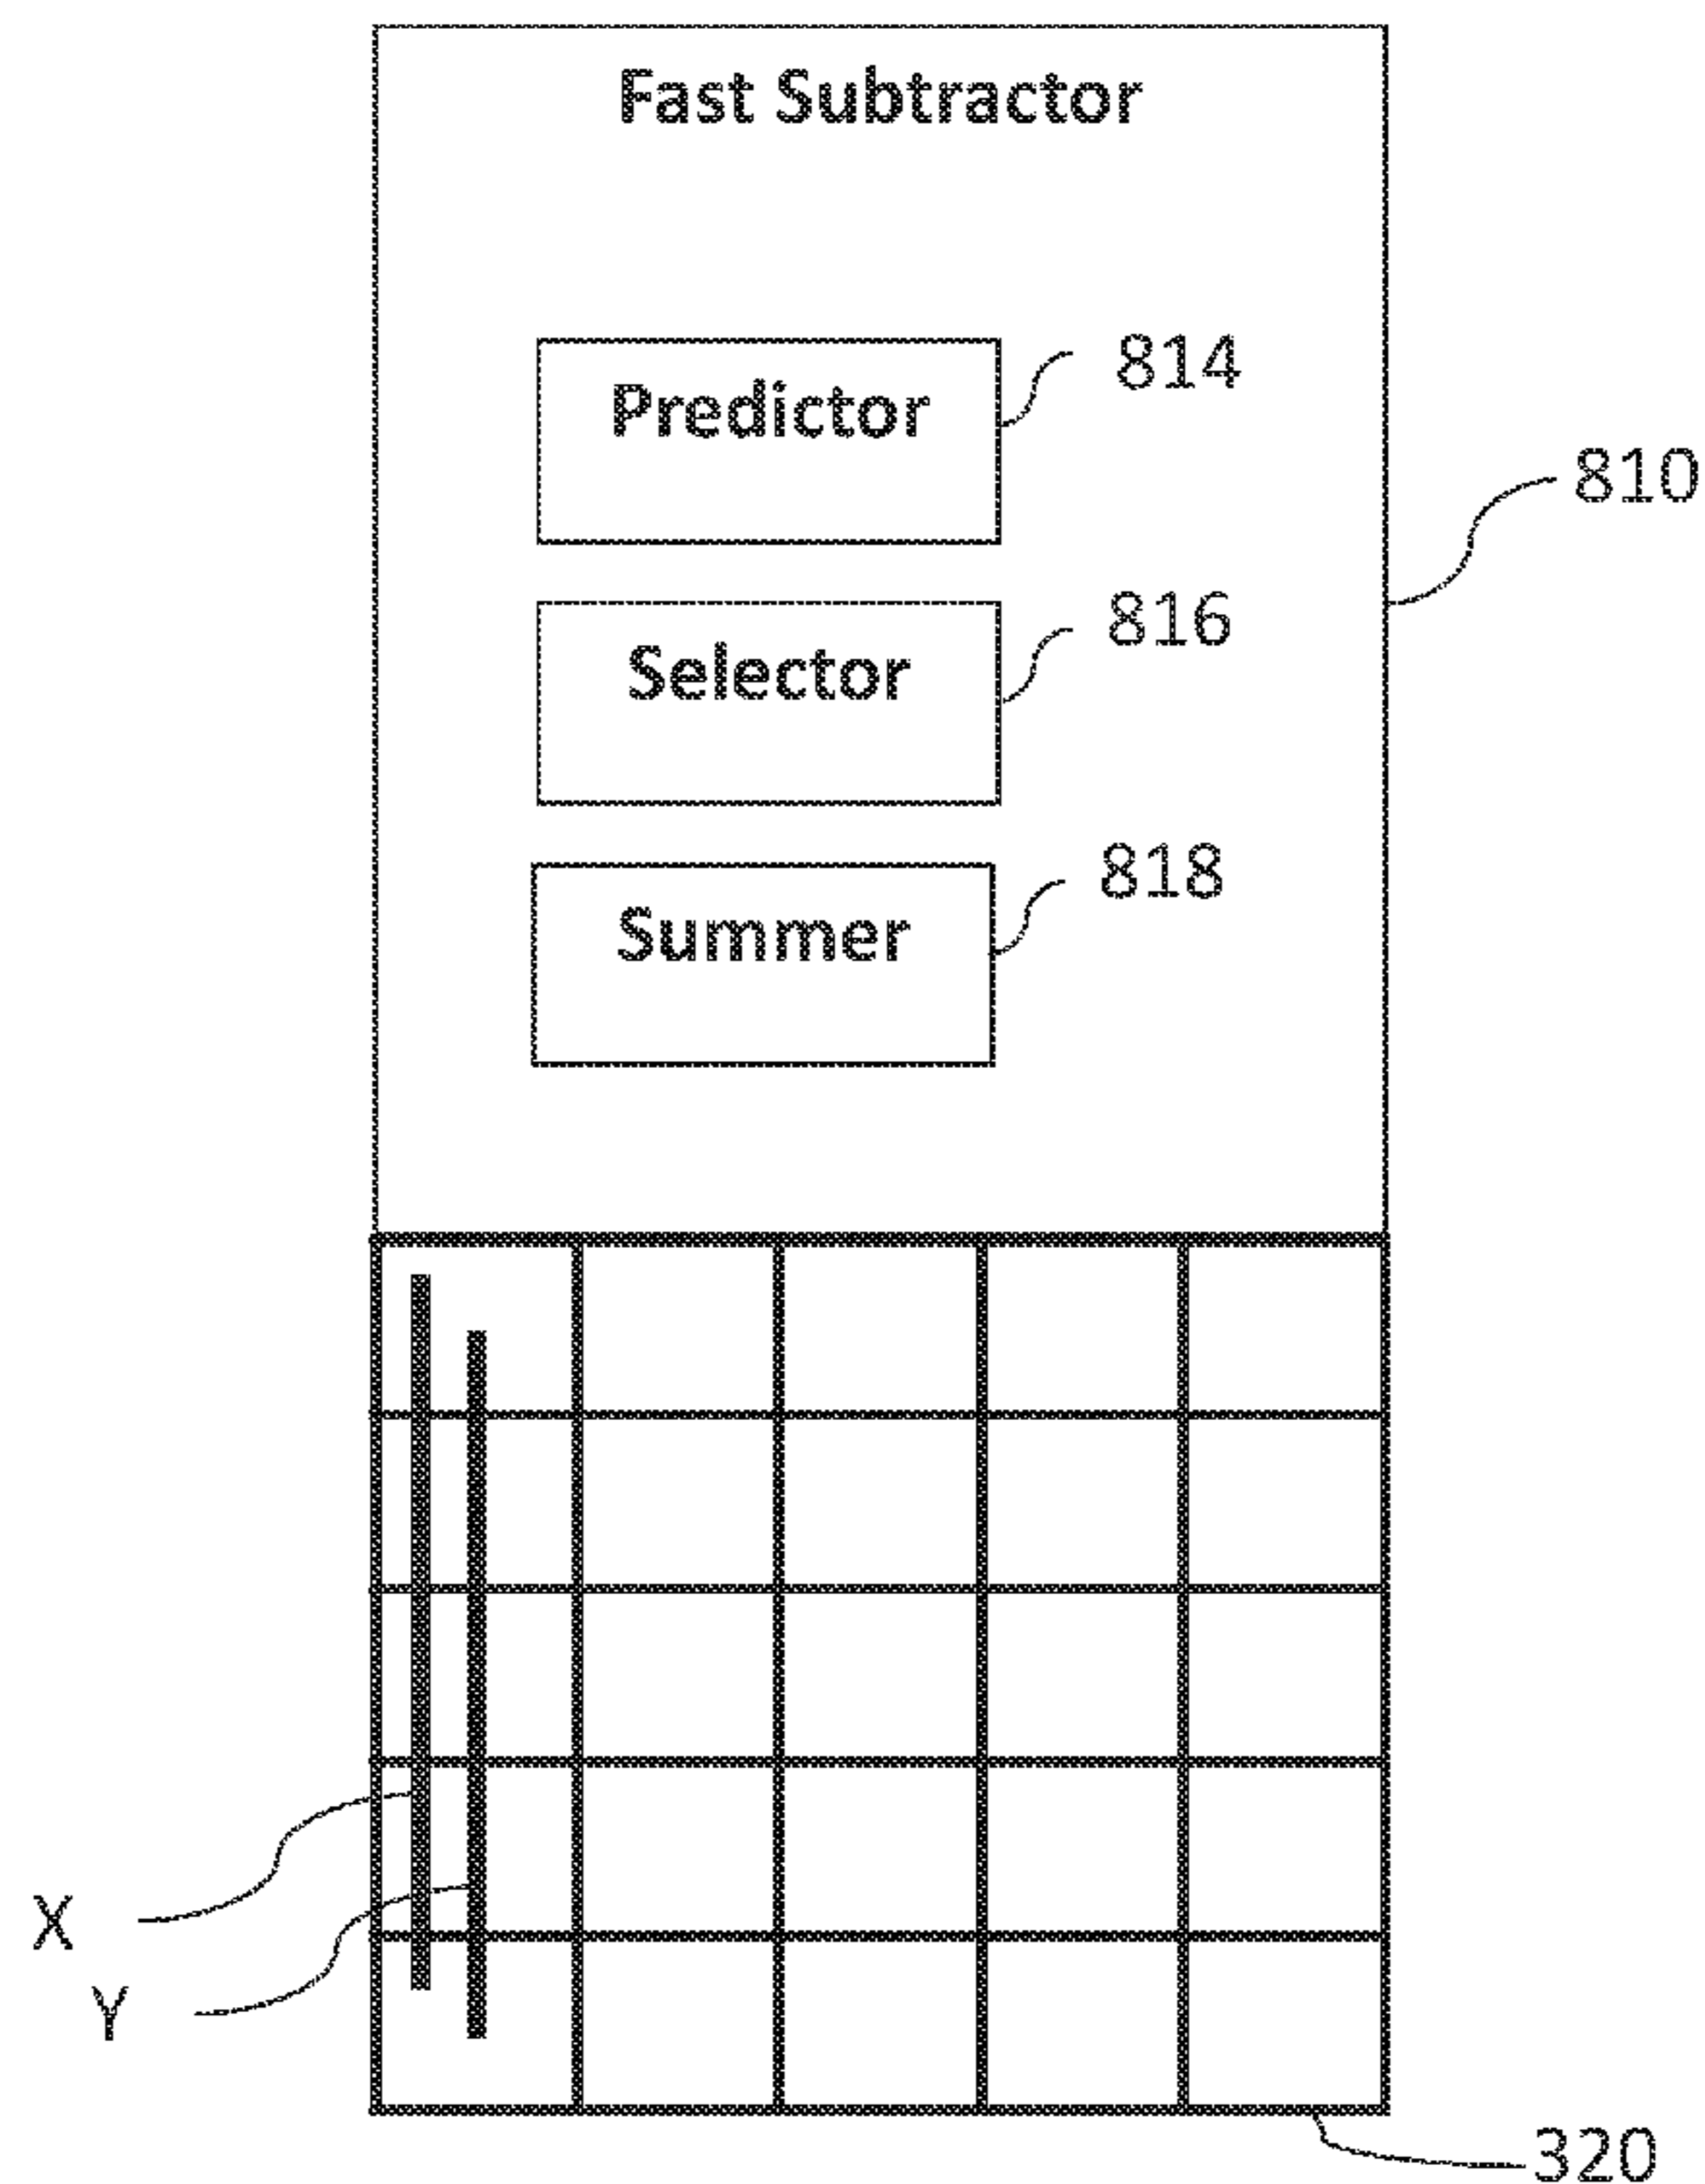 Fast Subtractor
Predictor
814
810
Selector
816
Summer
818
X
Y
320